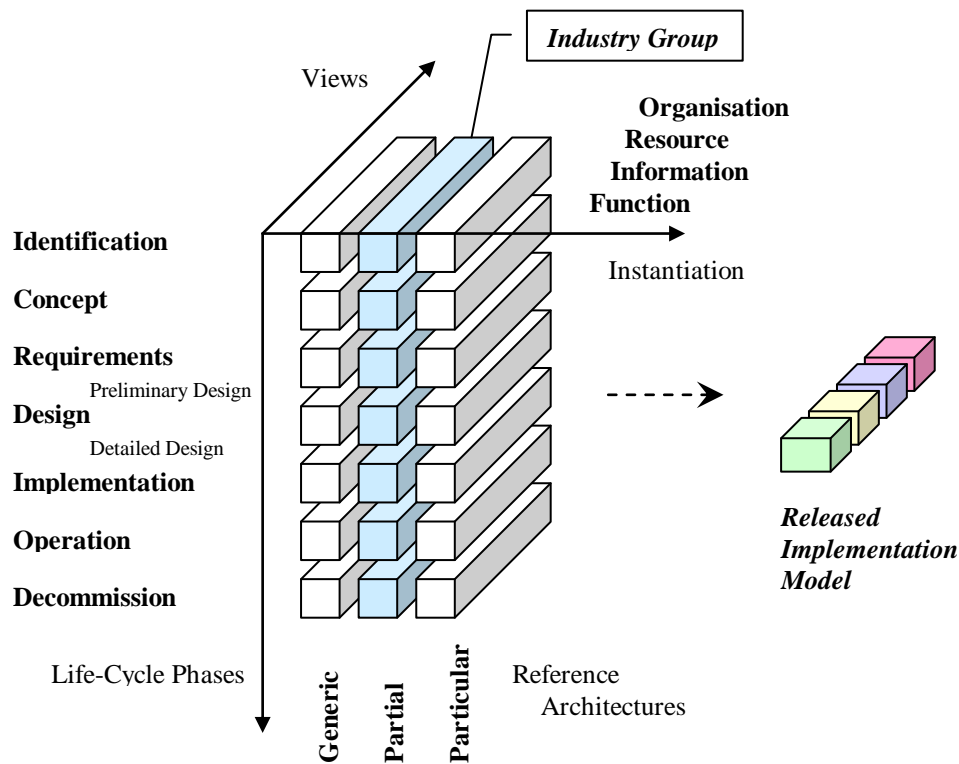 Industry Group
Views
Organisation
Resource
Information
Function
Identification
Instantiation
Concept
Requirements
Preliminary Design
Design
Detailed Design
Implementation
Operation
Decommission
Released
Implementation
Model
Life-Cycle Phases
Generic
Partial
Particular
Reference
Architectures